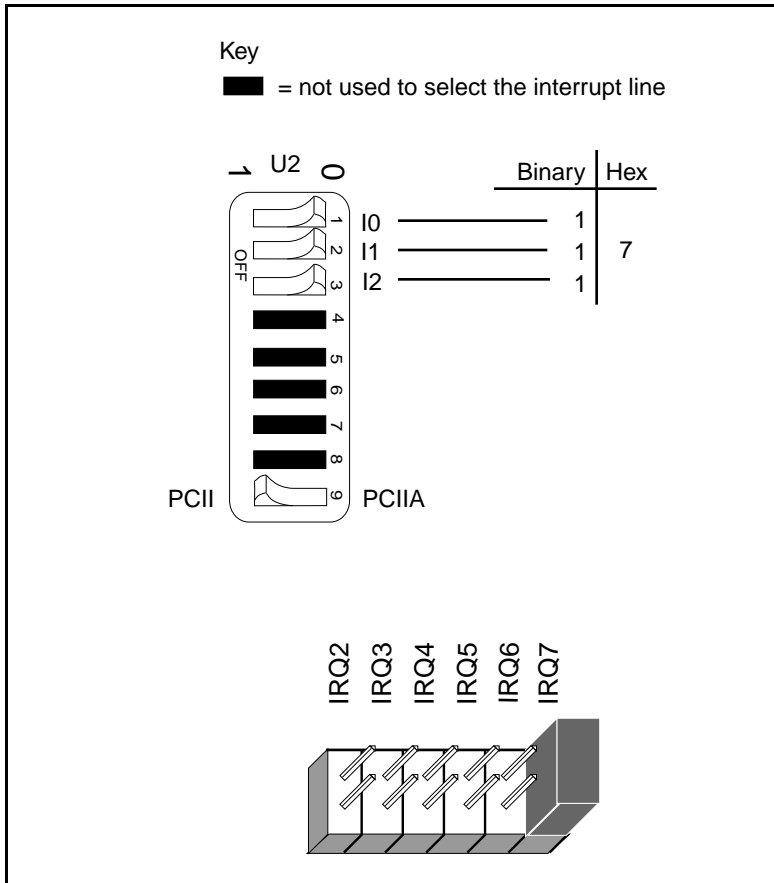 Key
= not used to select the interrupt line
1 U2 0
Binary Hex
1 I0 1
2 I1 1 7
OFF
3 I2 1
4
5
6
7
8
PCII 9 PCIIA
IRQ2 IRQ3 IRQ4 IRQ5 IRQ6 IRQ7